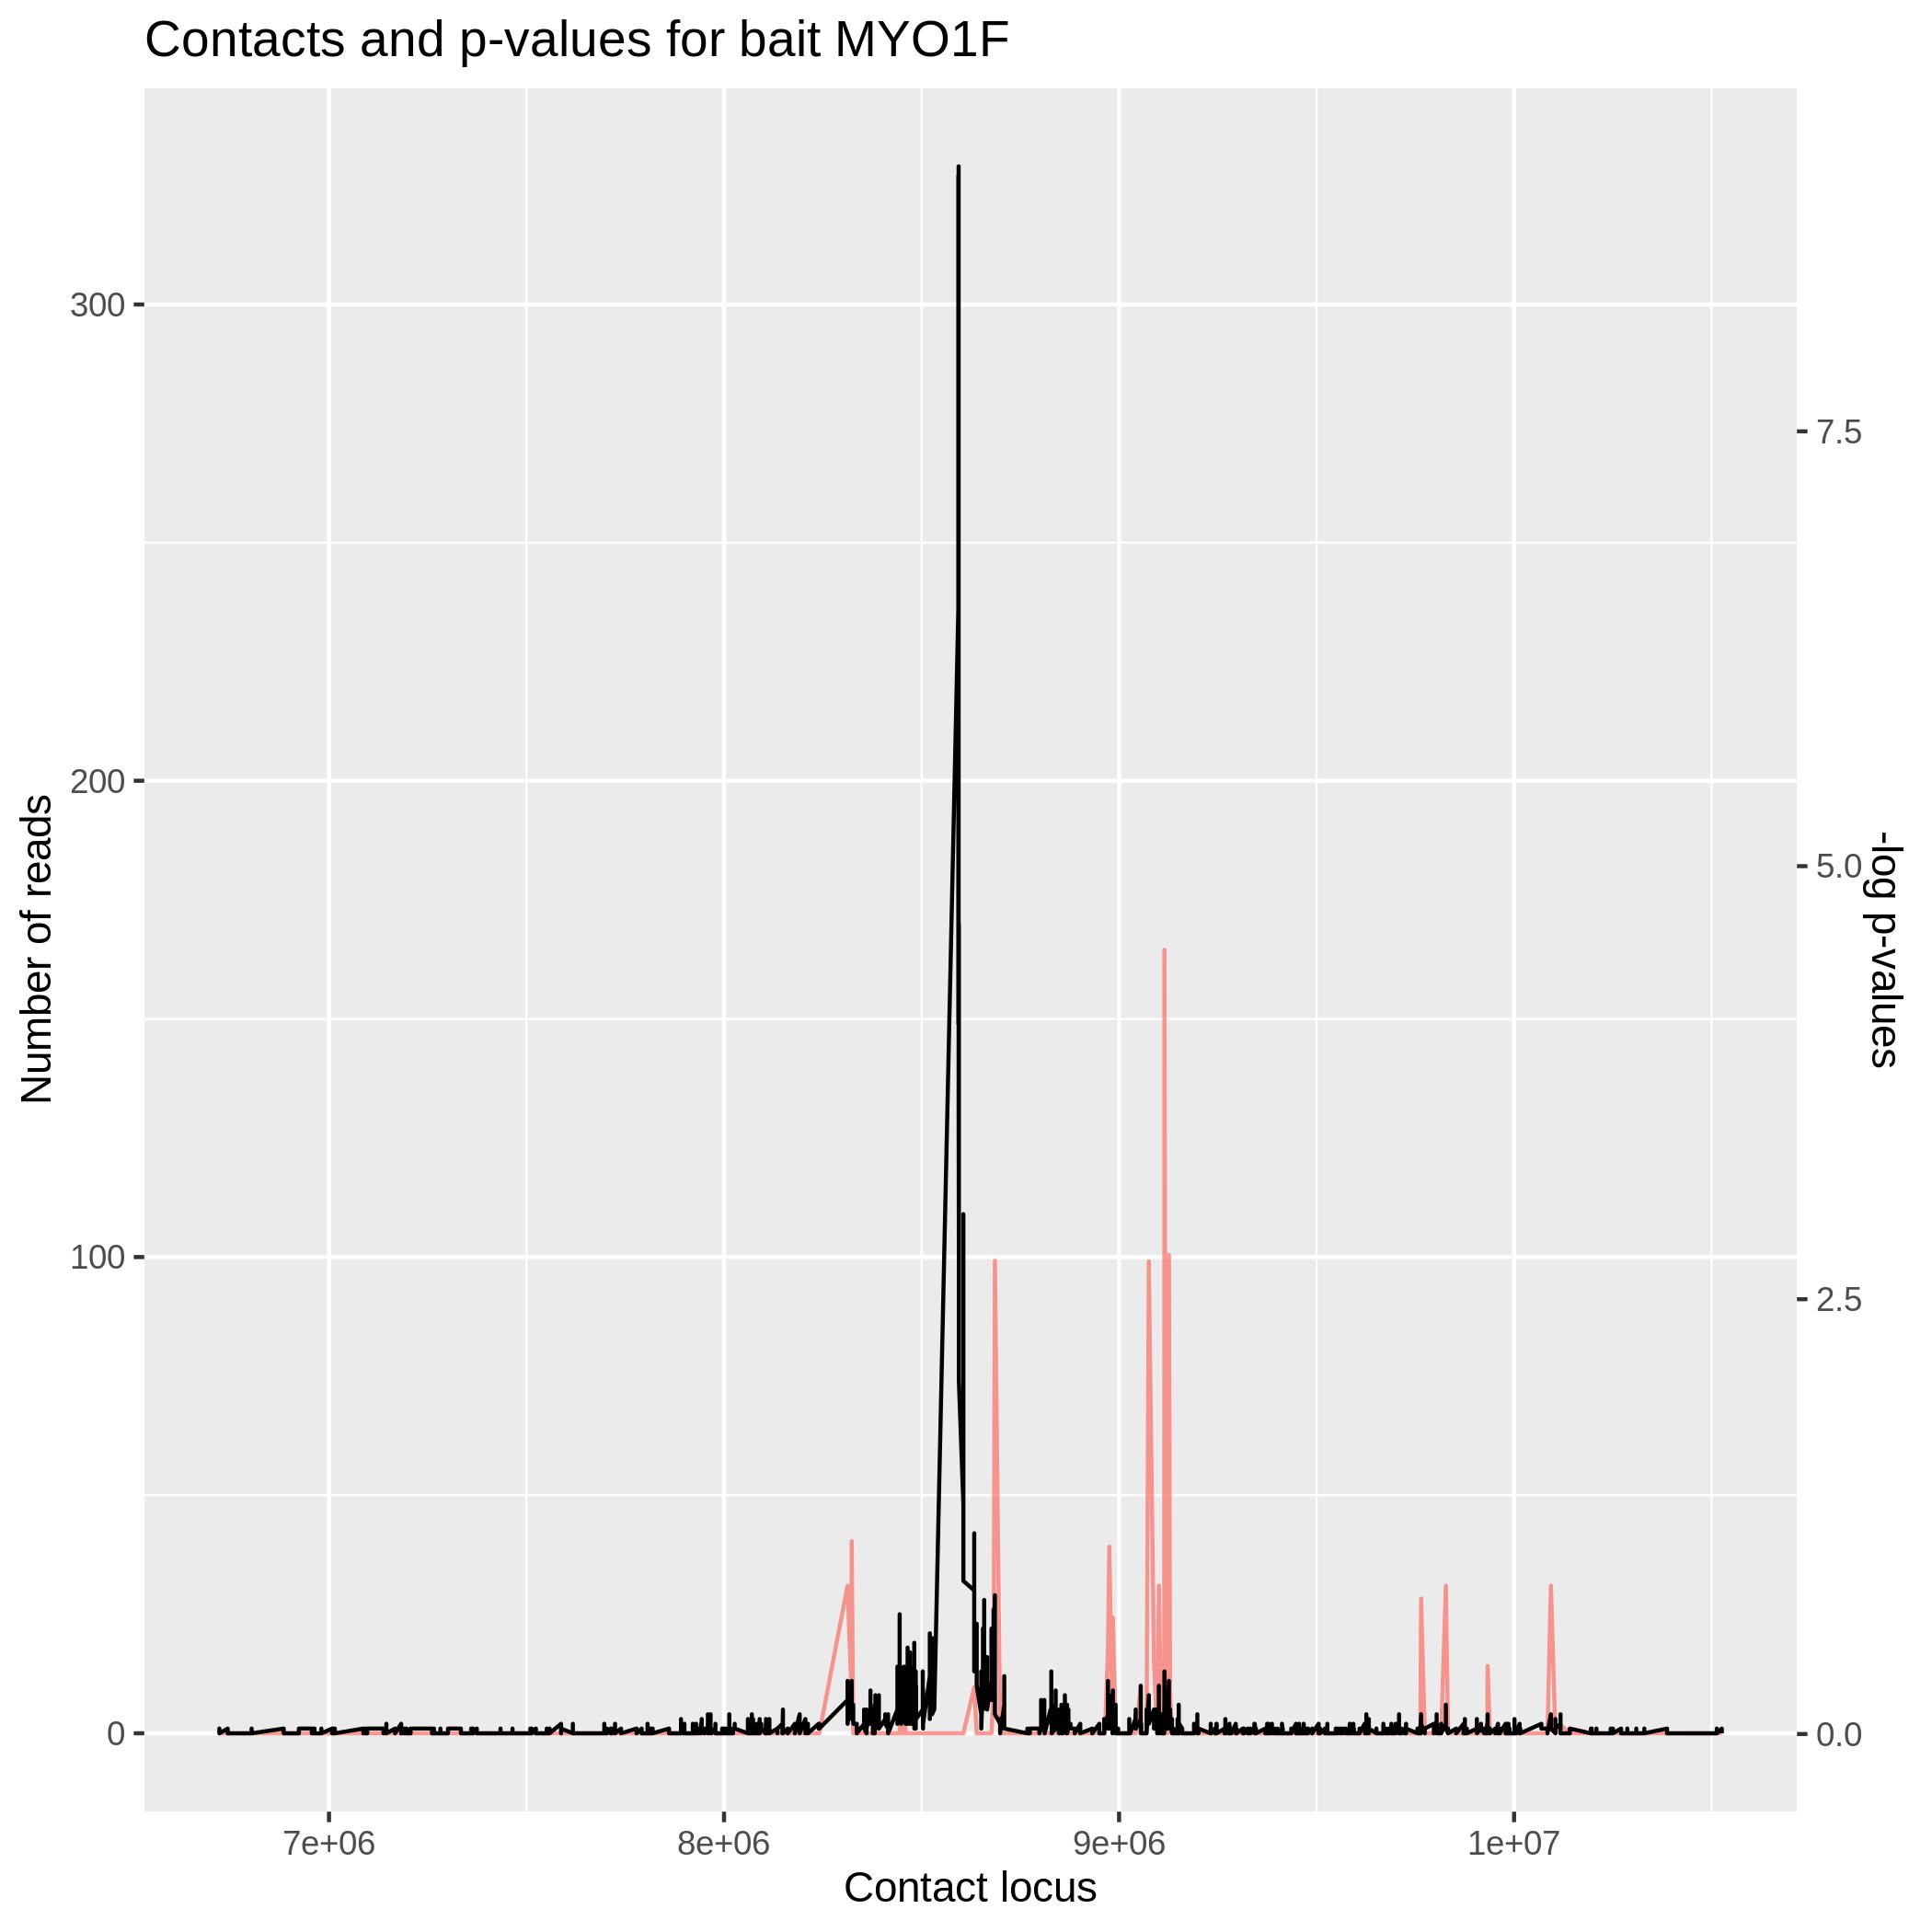 Contacts and p-values for bait MYO1F
Number of reads
300
200
100
0
7.5
5.0
2.5
0.0
-log p-values
7e+06 8e+06 9e+06 1e+07
Contact locus